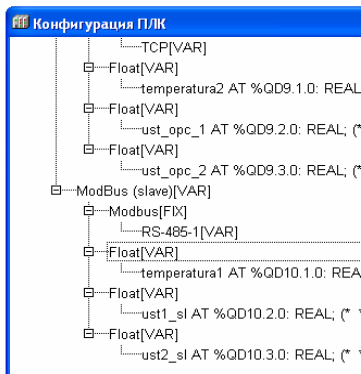 Конфигурация ПЛК
TCP[VAR]
Float[VAR]
temperatura2 AT %QD9.1.0: REAL
Float[VAR]
ust_opc_1 AT %QD9.2.0: REAL; (*
Float[VAR]
ust_opc_2 AT %QD9.3.0: REAL; (*
ModBus (slave)[VAR]
Modbus[FIX]
RS-485-1[VAR]
Float[VAR]
temperatura1 AT %QD10.1.0: REA
Float[VAR]
ust1_sl AT %QD10.2.0: REAL; (*
Float[VAR]
ust2_sl AT %QD10.3.0: REAL; (*